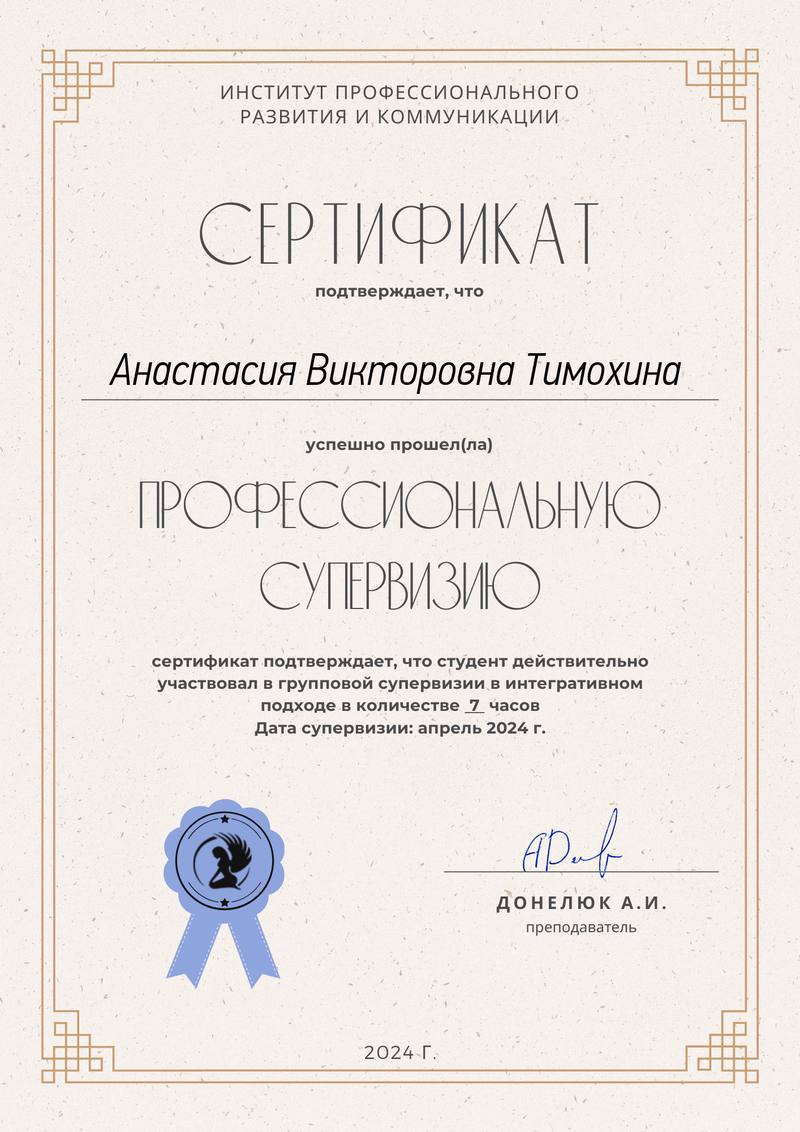 ИНСТИТУТ ПРОФЕССИОНАЛЬНОГО
РАЗВИТИЯ И КОММУНИКАЦИИ
СЕРТИФИКАТ
подтверждает, что
Анастасия Викторовна Тимохина
успешно прошел(ла)
ПРОФЕССИОНАЛЬНУЮ
СУПЕРВИЗИЮ
сертификат подтверждает, что студент действительно
участвовал в групповой супервизии в интегративном
подходе в количестве 7 часов
Дата супервизии: апрель 2024 г.
ДОНЕЛЮК А.И.
преподаватель
2024 Г.